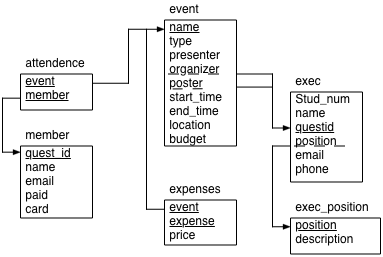 event
name
type
presenter
organizer
poster
start_time
end_time
location
budget
attendence
event
member
member
quest_id
name
email
paid
card
expenses
event
expense
price
exec
Stud_num
name
questid
position
email
phone
exec_position
position
description